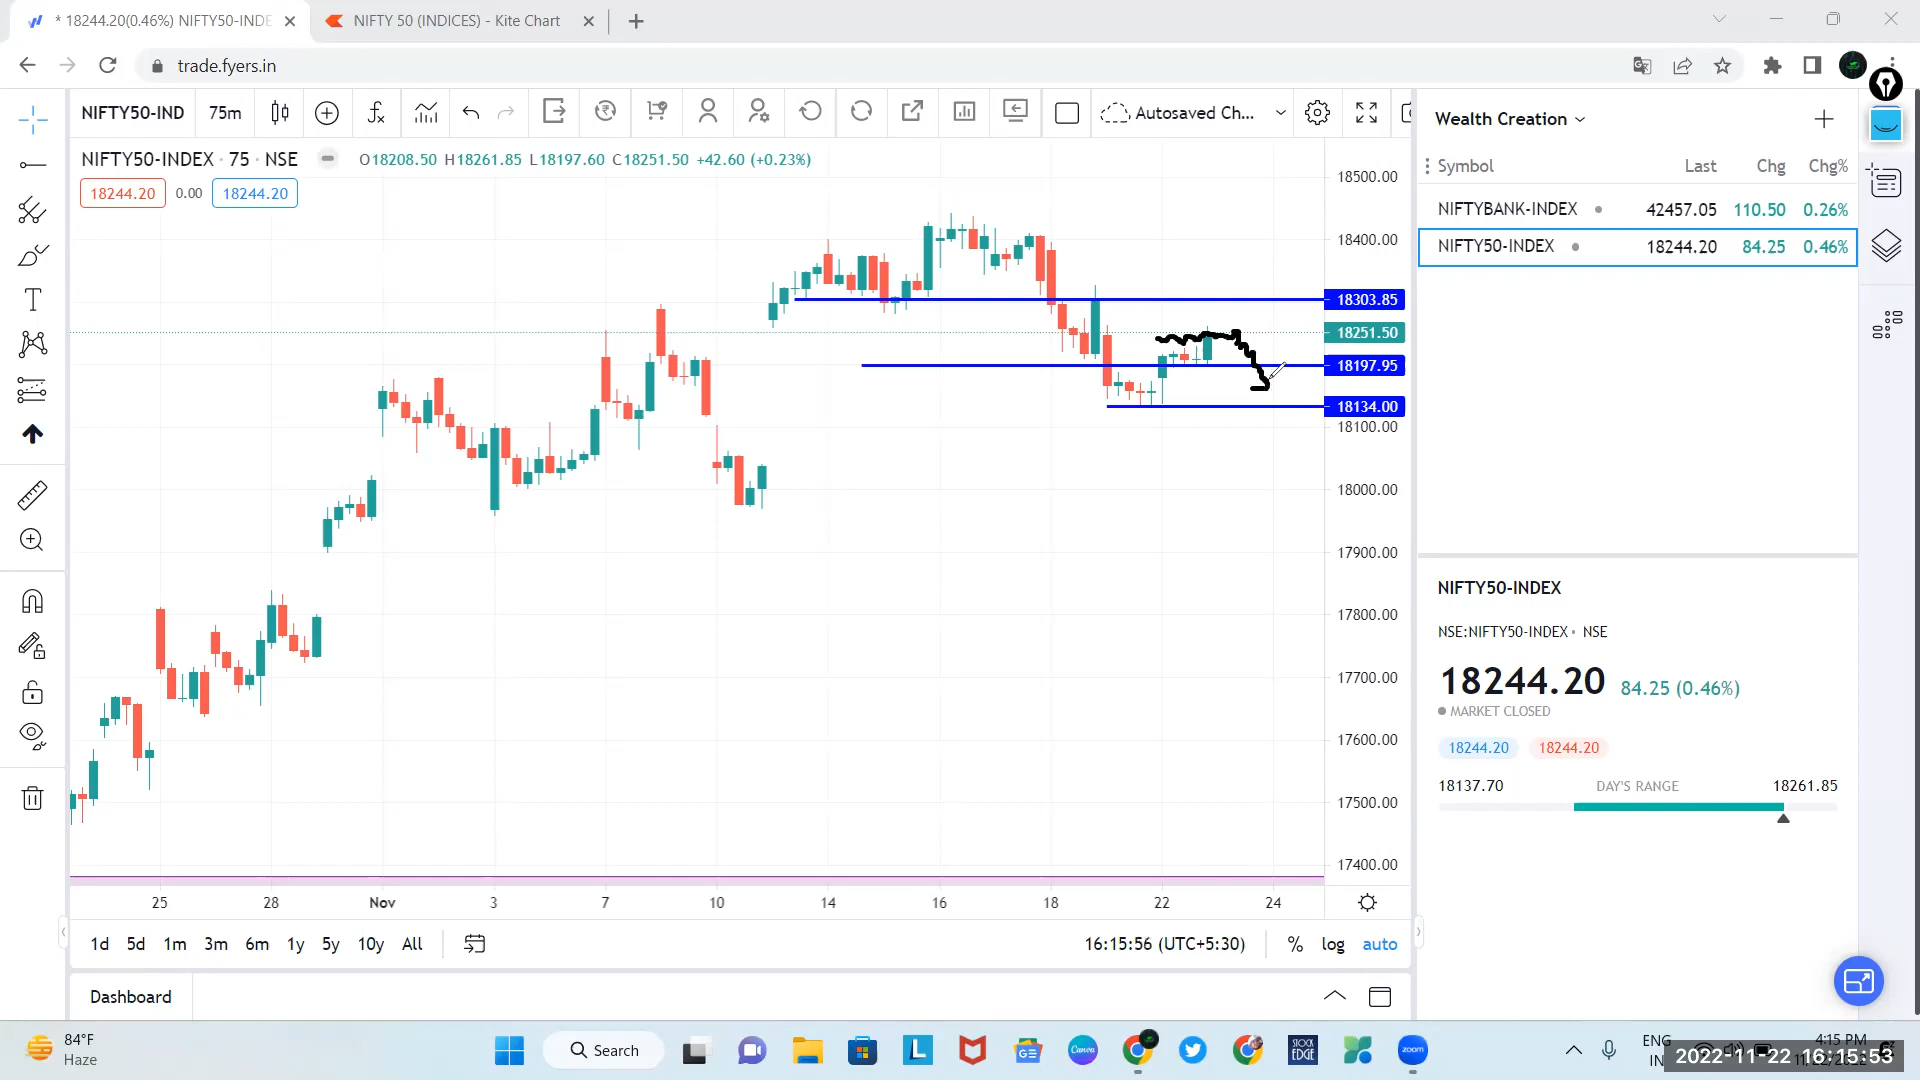 * 18244.20(0.46%) NIFTY50-INDE
NIFTY 50 (INDICES) - Kite Chart
trade.fyers.in
NIFTY50-IND 75m Autosaved Ch...
NIFTY50-INDEX · 75 · NSE O18208.50 H18261.85 L18197.60 C18251.50 +42.60 (+0.23%)
18244.20 0.00 18244.20
18500.00
18400.00
18303.85
18251.50
18197.95
18134.00
18100.00
18000.00
17900.00
17800.00
17700.00
17600.00
17500.00
17400.00
25 28 Nov 3 7 10 14 16 18 22 24
1d 5d 1m 3m 6m 1y 5y 10y All 16:15:56 (UTC+5:30) % log auto
Dashboard
Wealth Creation
Symbol Last Chg Chg%
NIFTYBANK-INDEX 42457.05 110.50 0.26%
NIFTY50-INDEX 18244.20 84.25 0.46%
NIFTY50-INDEX
NSE:NIFTY50-INDEX • NSE
18244.20 84.25 (0.46%)
MARKET CLOSED
18244.20 18244.20
18137.70 DAY'S RANGE 18261.85
84°F
Haze
Search
L
GE
Canva
STOCK
EDGE
zoom
ENG
IN
4:15 PM
2022-11-22 16:15:53